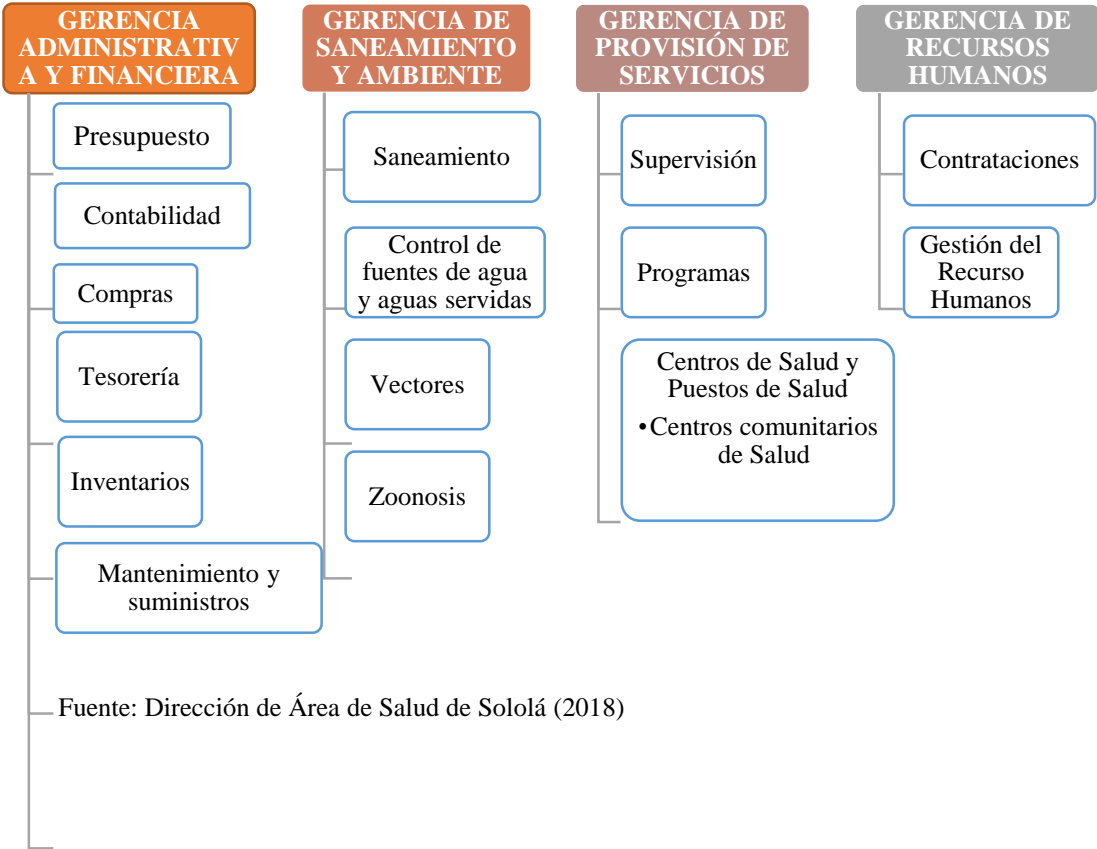 GERENCIA
ADMINISTRATIV
A Y FINANCIERA
Presupuesto
Contabilidad
Compras
Tesorería
Inventarios
Mantenimiento y
suministros
GERENCIA DE
SANEAMIENTO
Y AMBIENTE
Saneamiento
Control de
fuentes de agua
y aguas servidas
Vectores
Zoonosis
GERENCIA DE
PROVISIÓN DE
SERVICIOS
Supervisión
Programas
Centros de Salud y
Puestos de Salud
•Centros comunitarios
de Salud
GERENCIA DE
RECURSOS
HUMANOS
Contrataciones
Gestión del
Recurso
Humanos
Fuente: Dirección de Área de Salud de Sololá (2018)